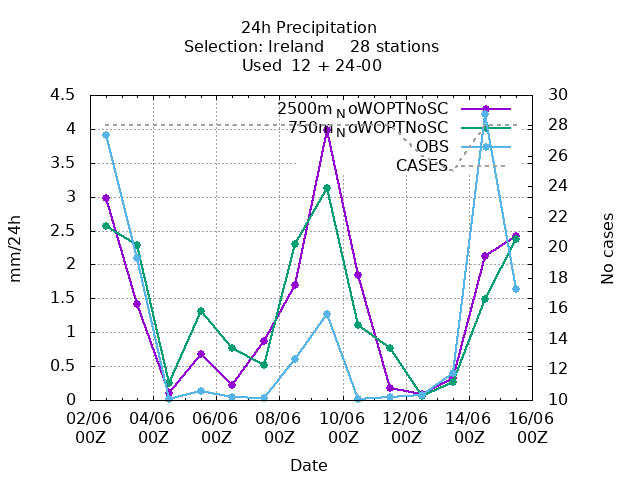 24h Precipitation
Selection: Ireland 28 stations
Used 12 + 24-00
4.5
4
3.5
3
2.5
2
1.5
1
0.5
0
mm/24h
2500m NoWOPTNoSC
750m NoWOPTNoSC
OBS
CASES
30
28
26
24
22
20
18
16
14
12
10
No cases
02/06 04/06 06/06 08/06 10/06 12/06 14/06 16/06
00Z 00Z 00Z 00Z 00Z 00Z 00Z 00Z
Date